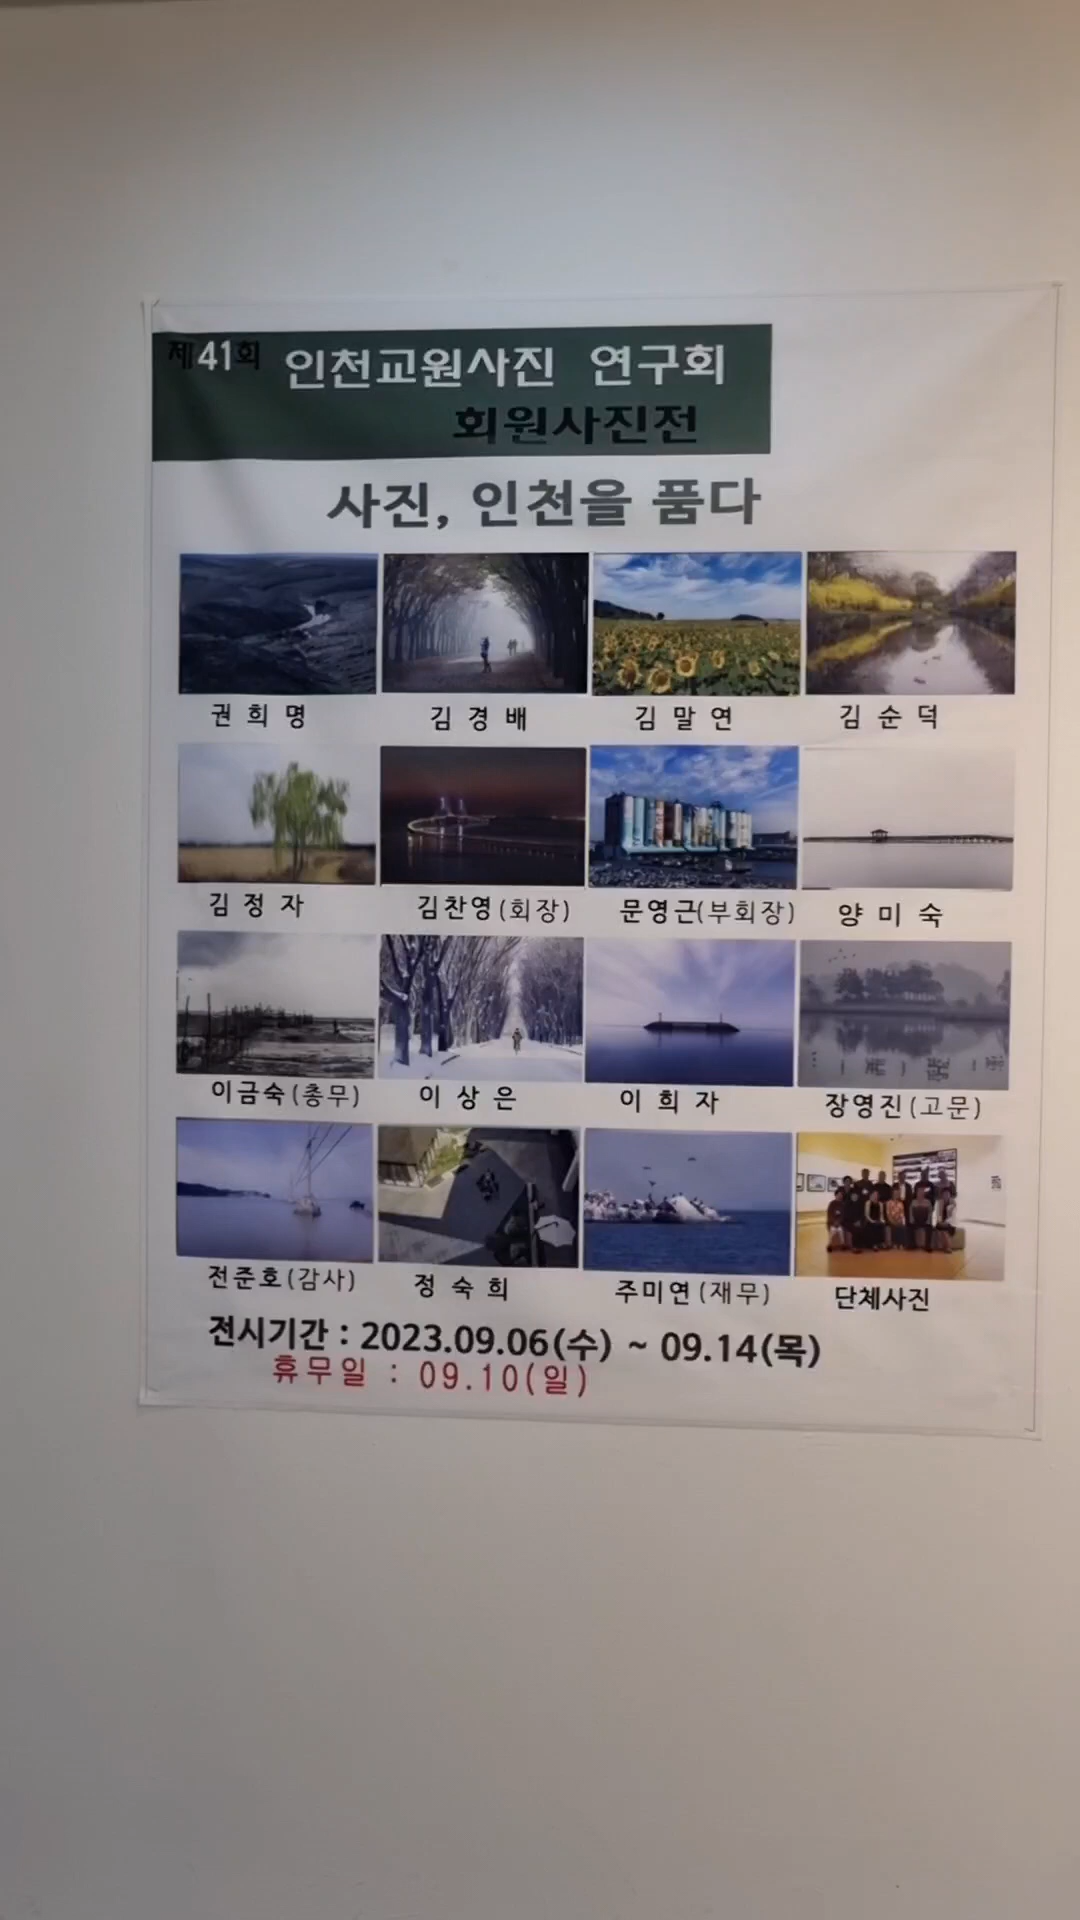 제41회 인천교원사진 연구회
회원사진전
사진, 인천을 품다
권희명 김경배 김말연 김순덕
김정자 김찬영(회장) 문영근(부회장) 양미숙
이금숙(총무) 이상은 이희자 장영진(고문)
전준호(감사) 정숙희 주미연(재무) 단체사진
전시기간 : 2023.09.06(수) ~ 09.14(목)
휴무일 : 09.10(일)